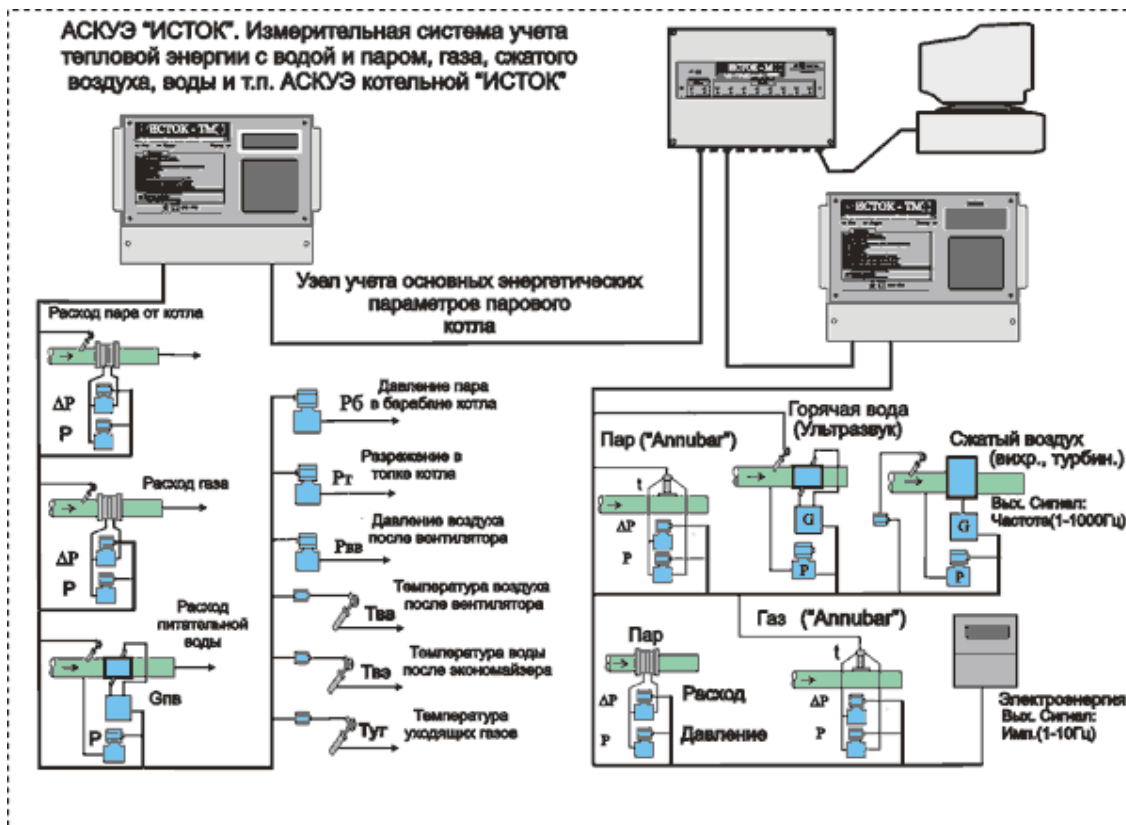 АСКУЭ "ИСТОК". Измерительная система учета
тепловой энергии с водой и паром, газа, сжатого
воздуха, воды и т.п. АСКУЭ котельной "ИСТОК"
ИСТОК - ТМ
ИСТОК - ТМ
Узел учета основных энергетических
параметров парового
котла
Расход пара от котла
ΔP
P
Расход газа
ΔP
P
Расход
питательной
воды
Gпв
P
Рб
Давление пара
в барабане котла
Рт
Разрежение в
топке котла
Рвв
Давление воздуха
после вентилятора
Твв
Температура воздуха
после вентилятора
Твэ
Температура воды
после экономайзера
Туг
Температура
уходящих газов
Пар ("Annubar")
t
ΔP
P
Горячая вода
(Ультразвук)
G
P
Сжатый воздух
(вихр., турбин.)
Вых. Сигнал:
Частота(1-1000Гц)
G
P
Пар
ΔP
Расход
P
Давление
Газ ("Annubar")
t
ΔP
P
Электроэнергия
Вых. Сигнал:
Имп.(1-10Гц)